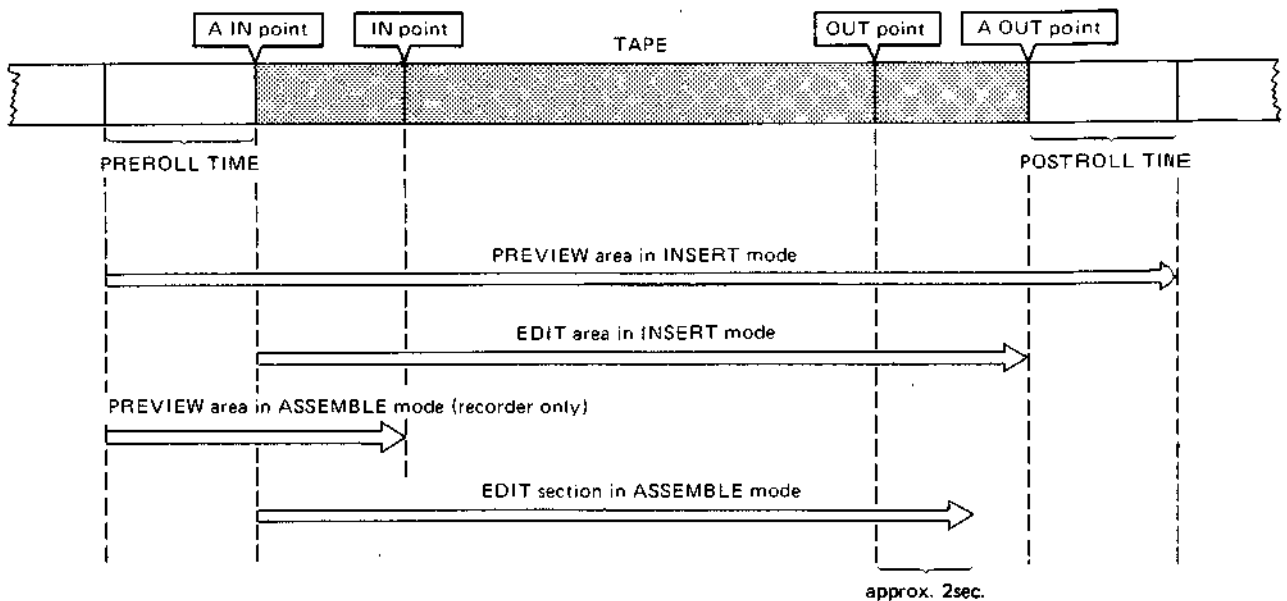 A IN point
IN point
TAPE
OUT point
A OUT point
PREROLL TIME
POSTROLL TINE
PREVIEW area in INSERT mode
EDIT area in INSERT mode
PREVIEW area in ASSEMBLE mode (recorder only)
EDIT section in ASSEMBLE mode
approx. 2sec.